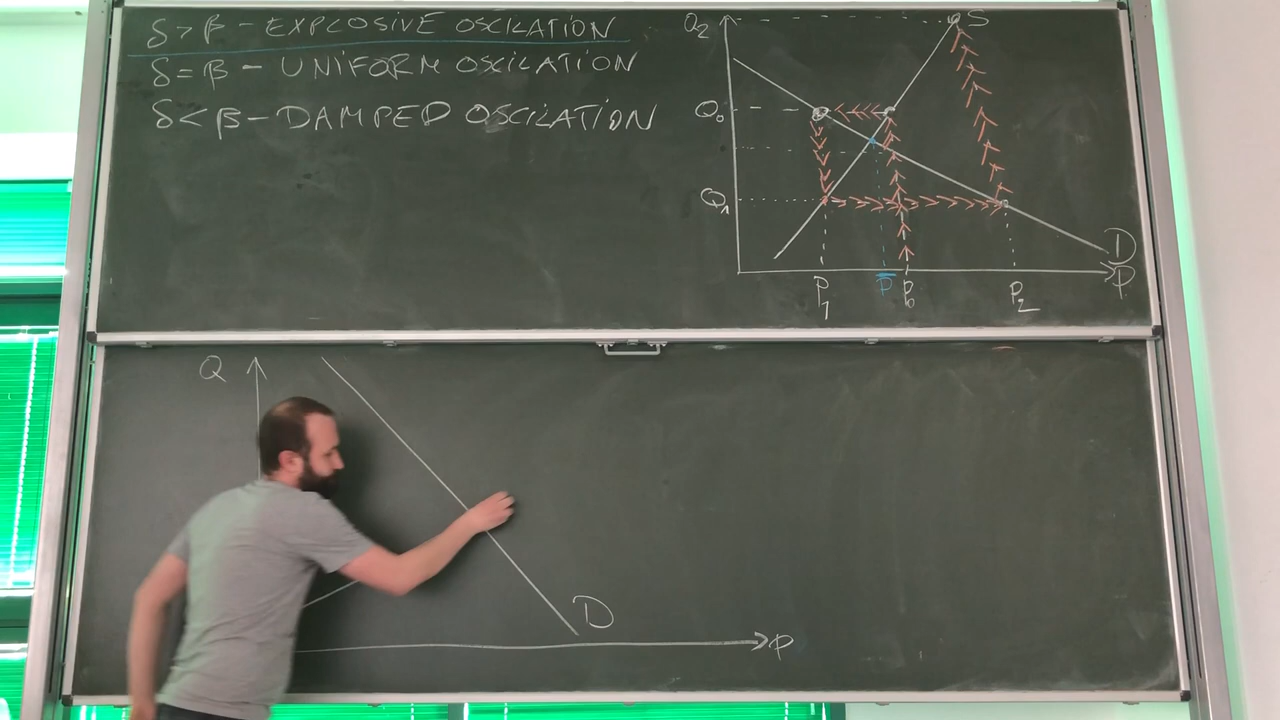 δ > β - EXPLOSIVE OSCILATION
δ = β - UNIFORM OSCILATION
δ < β - DAMPED OSCILATION
Q₂
S
Q₀
Q₁
D
P
P₁
P̅
P₀
P₂
Q
D
P